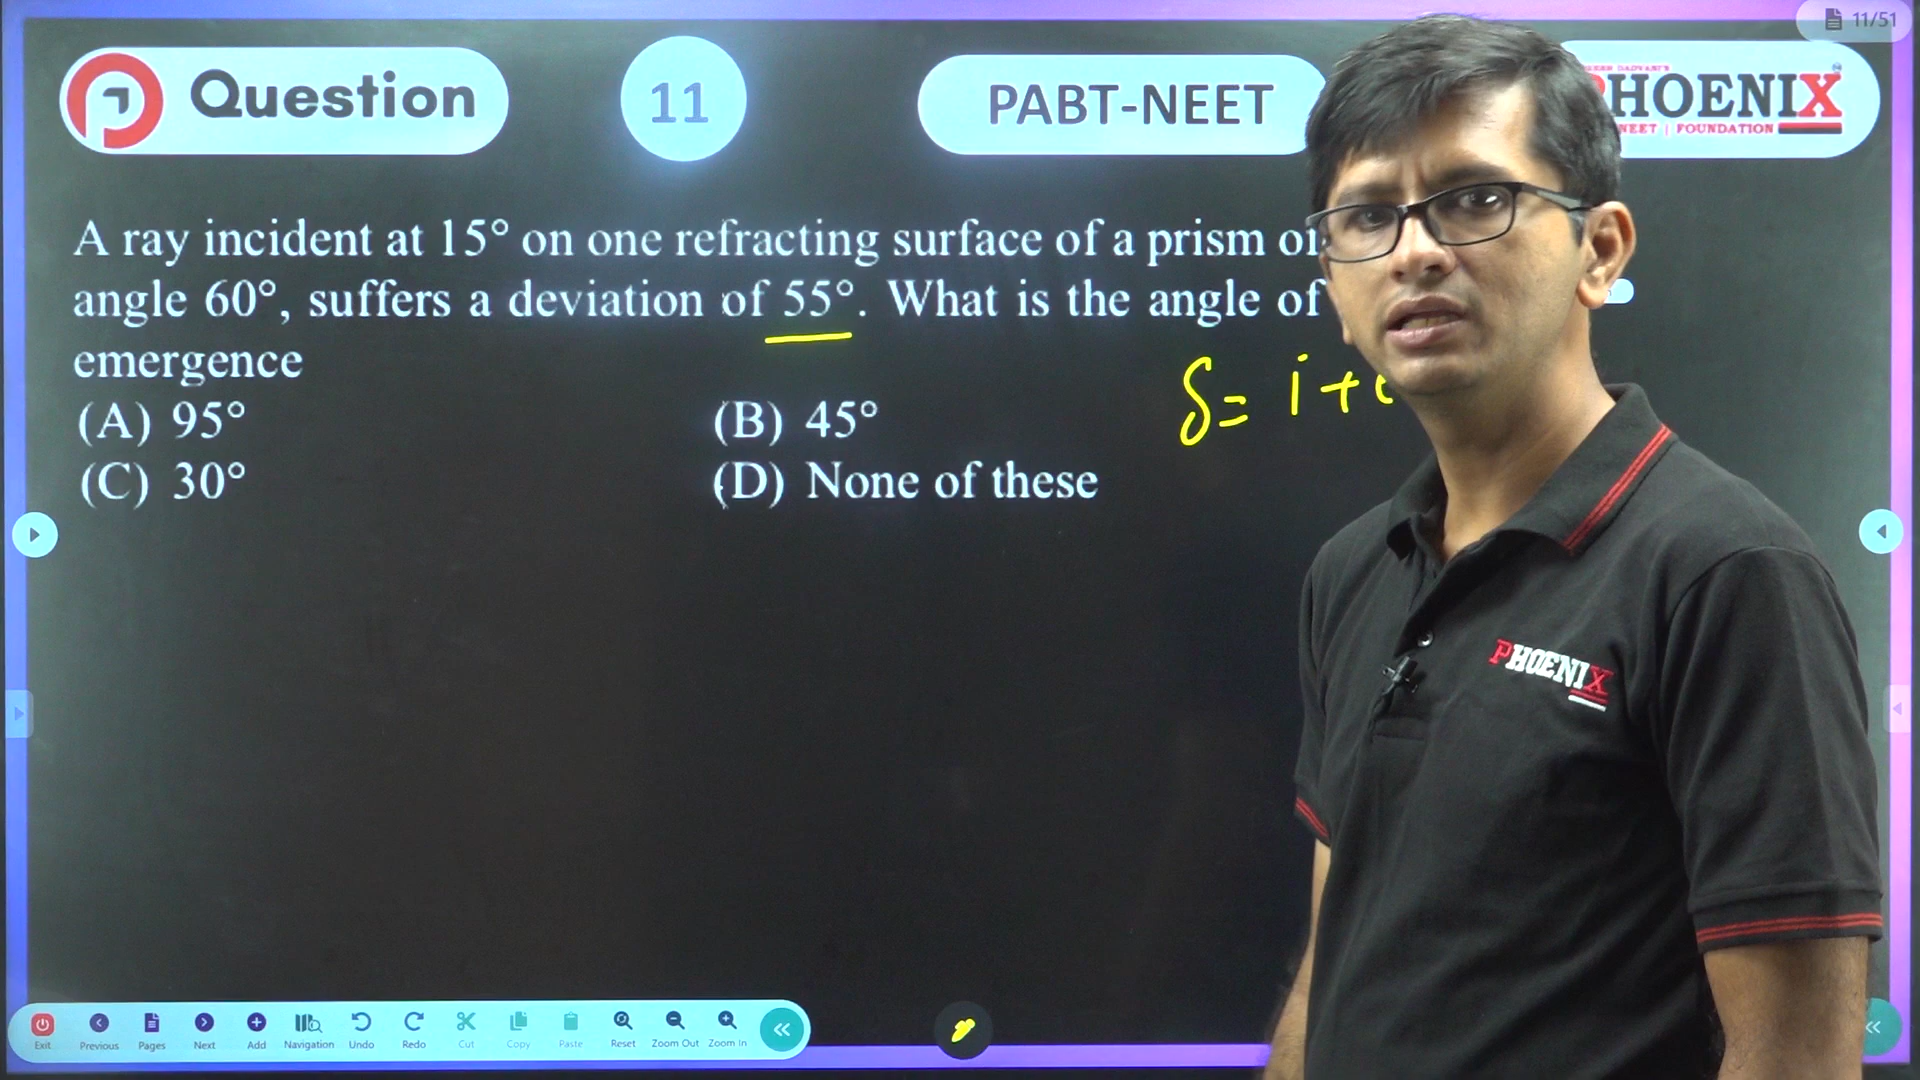 11/51
Question
11
PABT-NEET
PHOENIX
NEET | FOUNDATION
A ray incident at 15° on one refracting surface of a prism of
angle 60°, suffers a deviation of 55°. What is the angle of
emergence
(A) 95°
(B) 45°
δ= i+
(C) 30°
(D) None of these
PHOENIX
Exit
Previous
Pages
Next
Add
Navigation
Undo
Redo
Cut
Copy
Paste
Reset
Zoom Out
Zoom In